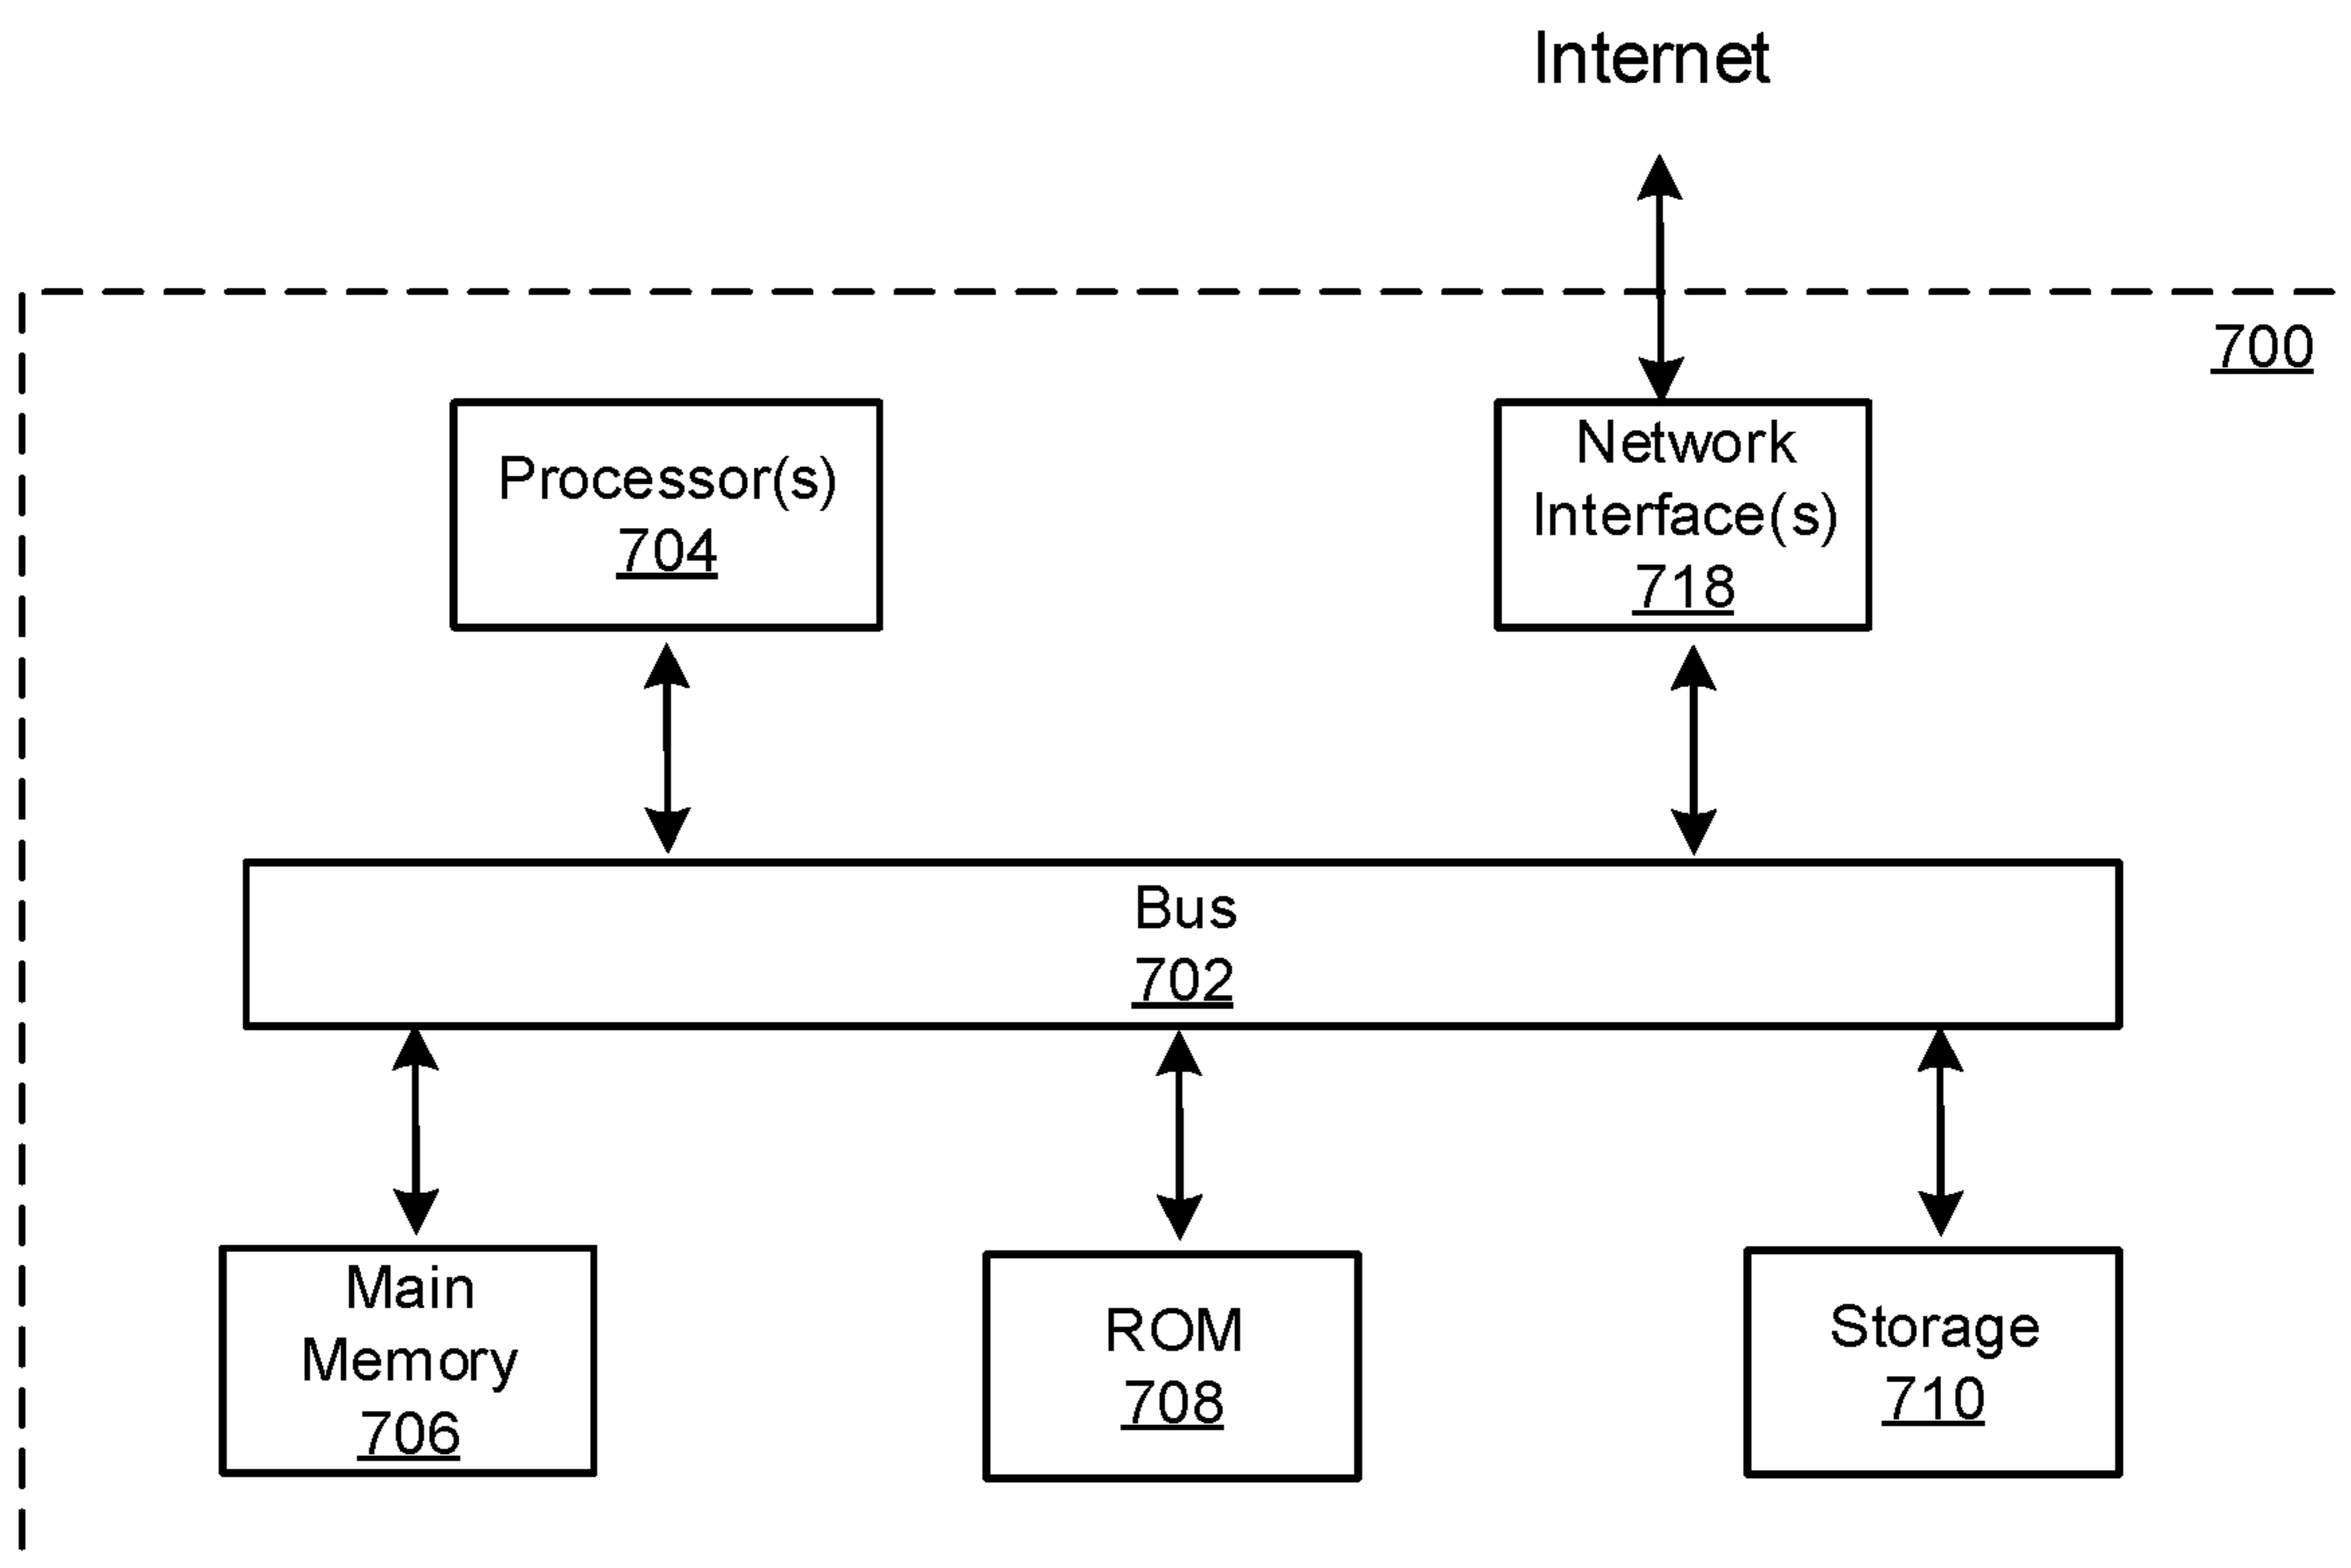 Internet
700
Processor(s)
704
Network
Interface(s)
718
Bus
702
Main
Memory
706
ROM
708
Storage
710